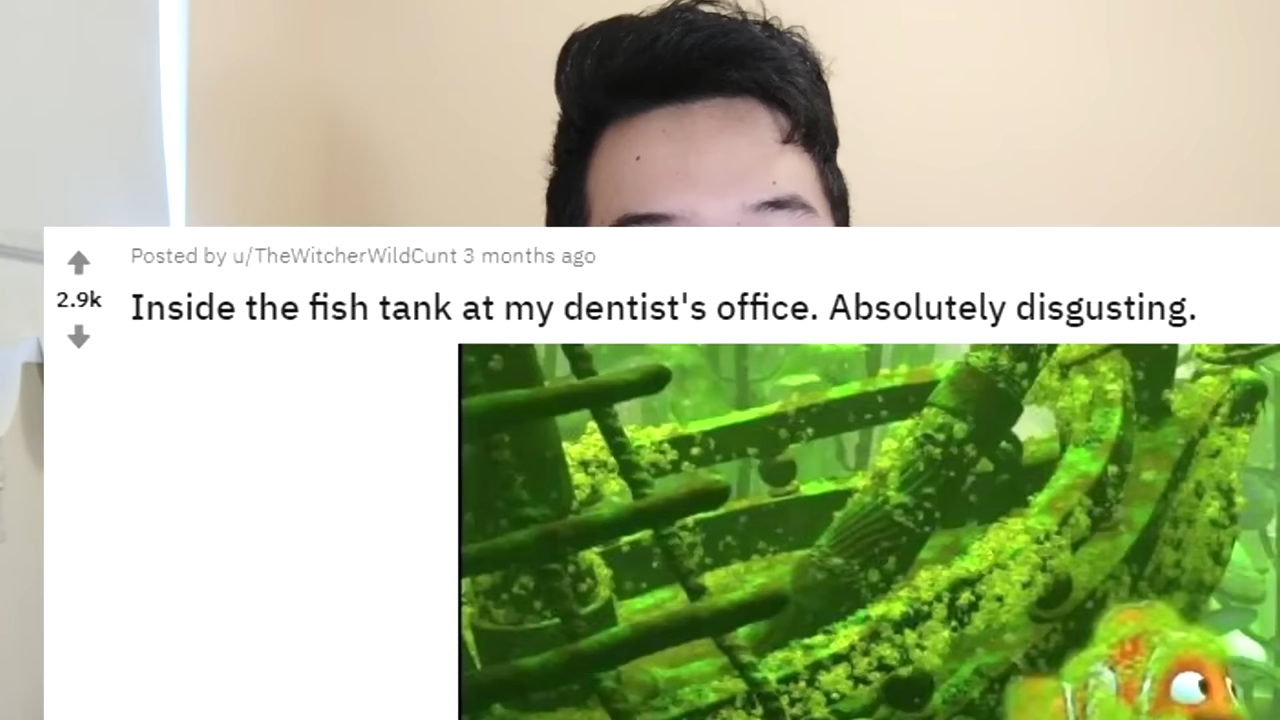 Posted by u/TheWitcherWildCunt 3 months ago
2.9k
Inside the fish tank at my dentist's office. Absolutely disgusting.